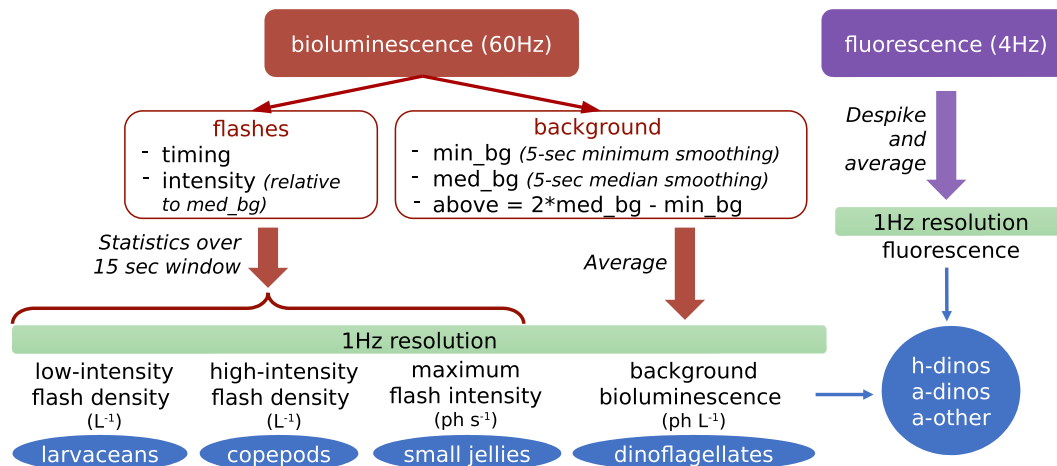 bioluminescence (60Hz)
fluorescence (4Hz)
flashes
- timing
- intensity (relative
to med_bg)
background
- min_bg (5-sec minimum smoothing)
- med_bg (5-sec median smoothing)
- above = 2*med_bg - min_bg
Despike
and
average
Statistics over
15 sec window
Average
1Hz resolution
fluorescence
1Hz resolution
low-intensity
flash density
(L⁻¹)
larvaceans
high-intensity
flash density
(L⁻¹)
copepods
maximum
flash intensity
(ph s⁻¹)
small jellies
background
bioluminescence
(ph L⁻¹)
dinoflagellates
h-dinos
a-dinos
a-other